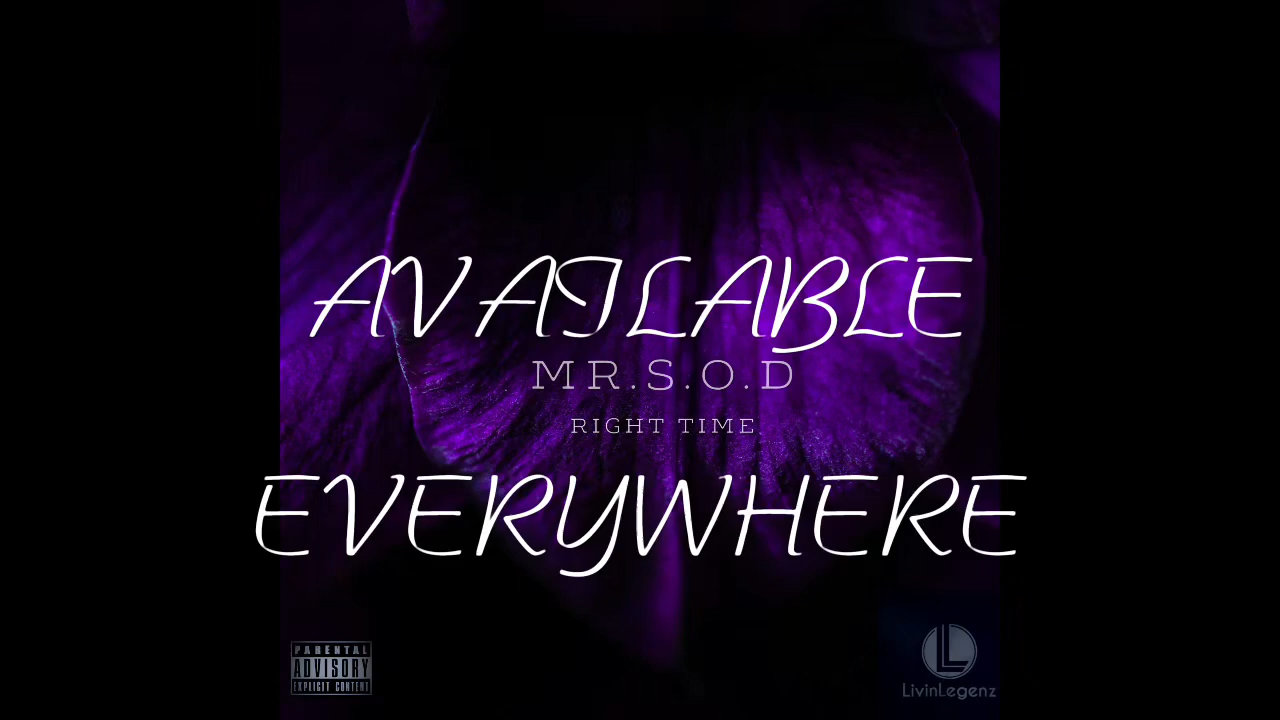 AVAILABLE
MR.S.O.D
RIGHT TIME
EVERYWHERE
PARENTAL
ADVISORY
EXPLICIT CONTENT
LivinLegenz